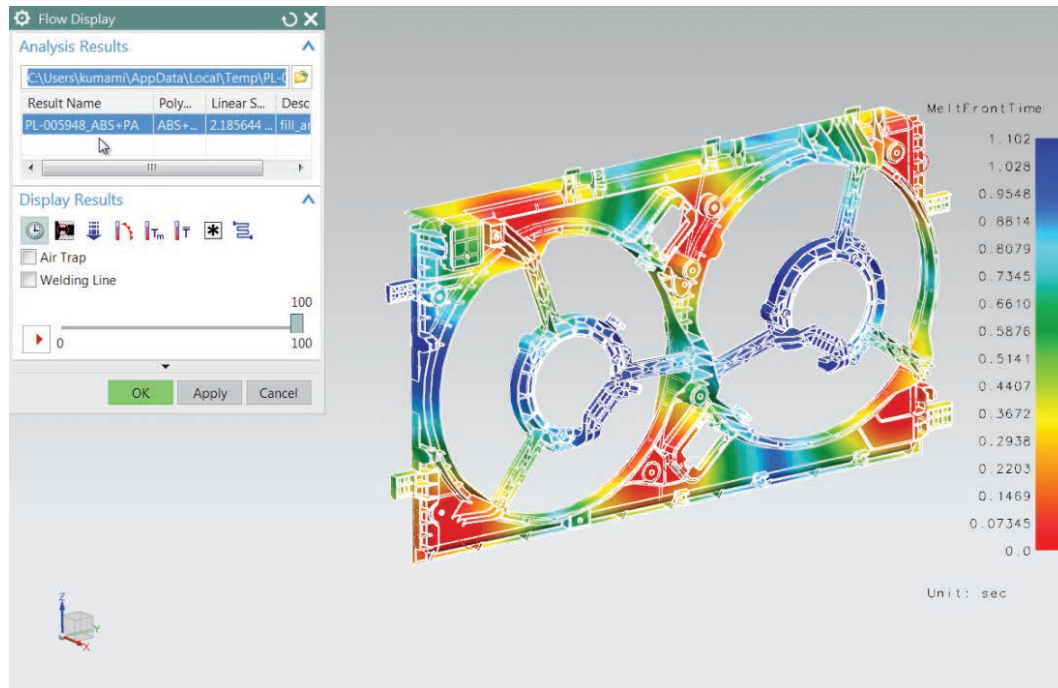 Flow Display
Analysis Results
C:\Users\kumami\AppData\Local\Temp\PL-0
Result Name Poly... Linear S... Desc
PL-005948_ABS+PA ABS+... 2.185644 ... fill_an
Display Results
Tm T
Air Trap
Welding Line
100
0 100
OK Apply Cancel
MeltFrontTime
1.102
1.028
0.9548
0.8814
0.8079
0.7345
0.6610
0.5876
0.5141
0.4407
0.3672
0.2938
0.2203
0.1469
0.07345
0.0
Unit: sec
Z
Y
X